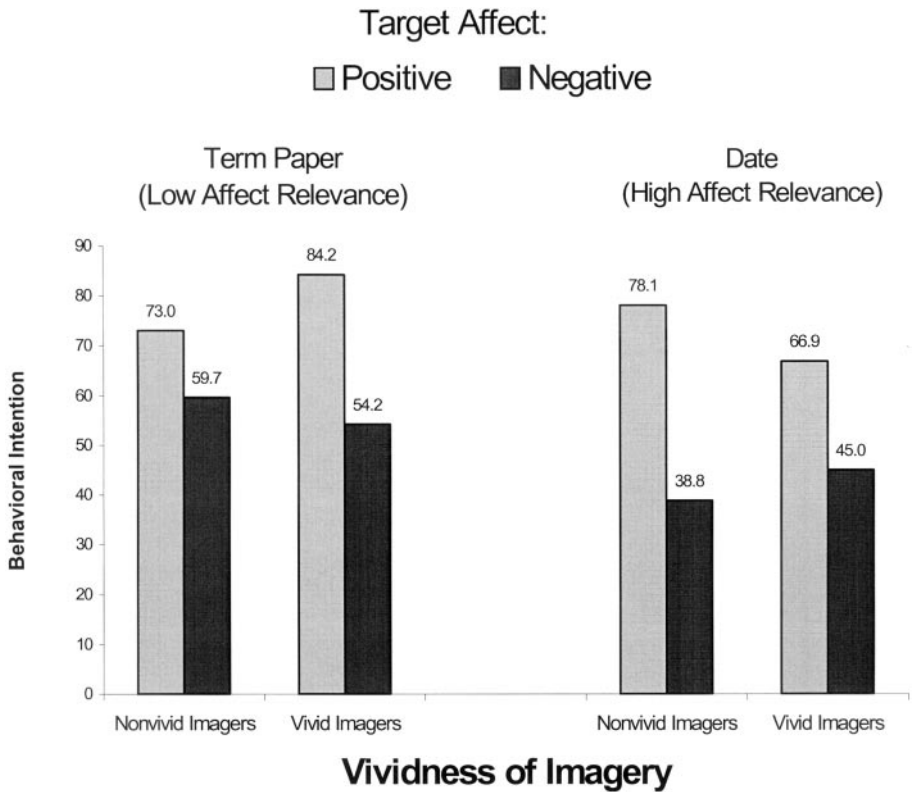 Target Affect:
Positive Negative
Term Paper
(Low Affect Relevance)
Date
(High Affect Relevance)
Behavioral Intention
90
80
70
60
50
40
30
20
10
0
73.0
59.7
84.2
54.2
78.1
38.8
66.9
45.0
Nonvivid Imagers Vivid Imagers Nonvivid Imagers Vivid Imagers
Vividness of Imagery